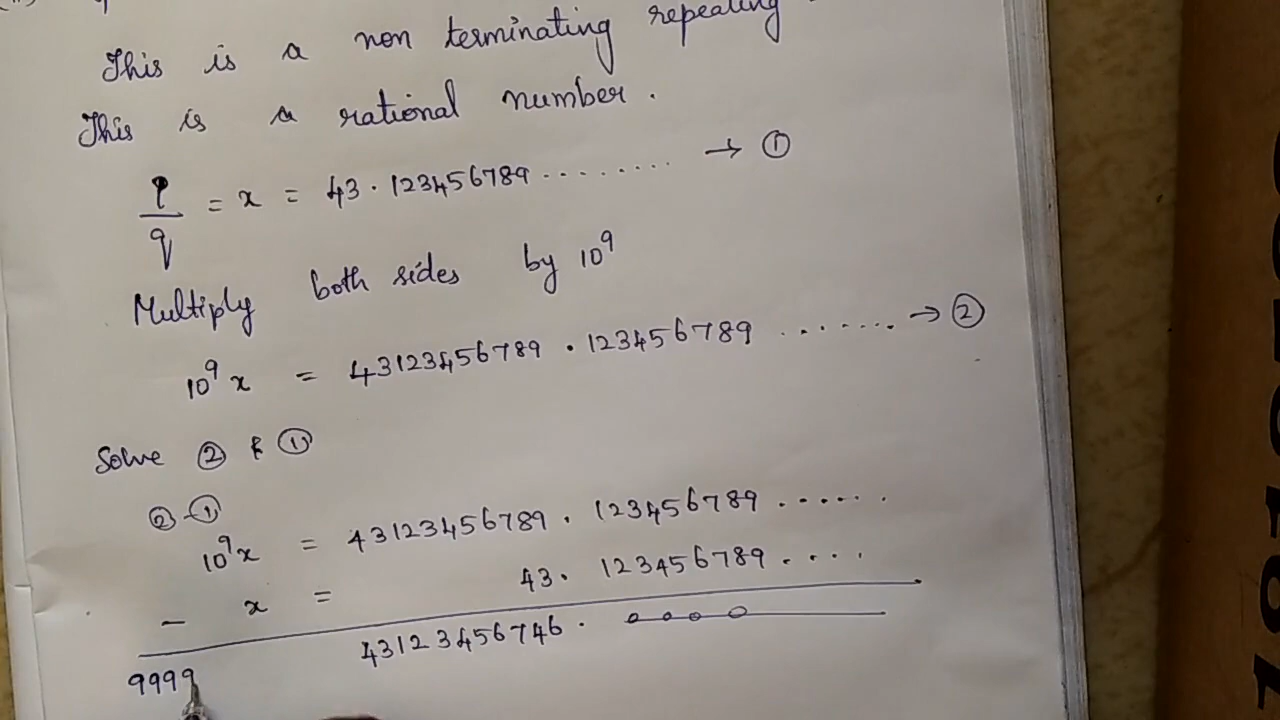 This is a non terminating repeating
This is a rational number.
p/q = x = 43.123456789........ → ①
Multiply both sides by 10⁹
10⁹x = 43123456789.123456789 ....... → ②
Solve ② & ①
② - ①
10⁹x = 43123456789.123456789......
- x = 43.123456789....
43123456746.0000
9999